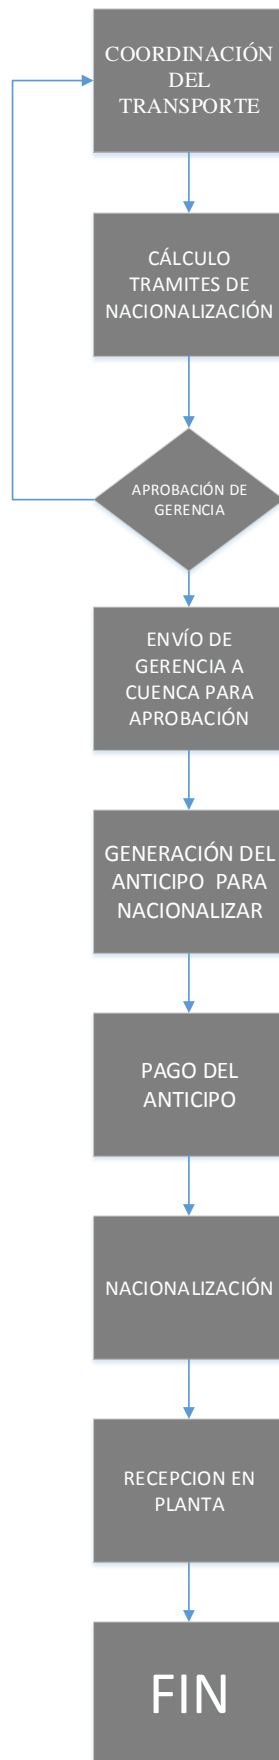 COORDINACIÓN
DEL
TRANSPORTE
CÁLCULO
TRAMITES DE
NACIONALIZACIÓN
APROBACIÓN DE
GERENCIA
ENVÍO DE
GERENCIA A
CUENCA PARA
APROBACIÓN
GENERACIÓN DEL
ANTICIPO PARA
NACIONALIZAR
PAGO DEL
ANTICIPO
NACIONALIZACIÓN
RECEPCION EN
PLANTA
FIN